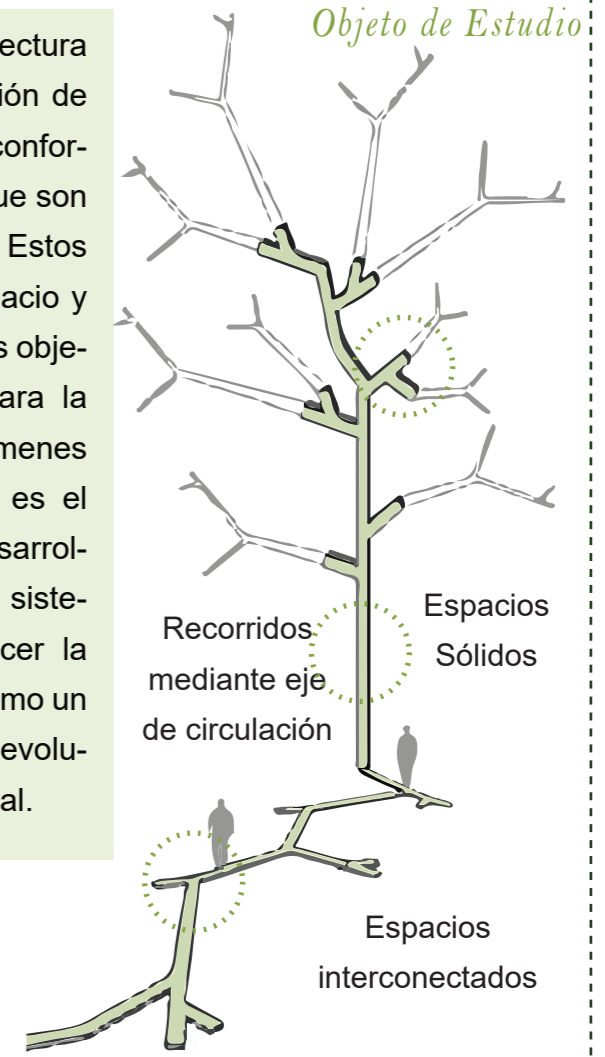 Objeto de Estudio
ectura
ión de
confor-
ue son
Estos
acio y
s obje-
ara la
menes
es el
sarrol-
siste-
cer la
mo un
evolu-
al.
Recorridos
mediante eje
de circulación
Espacios
Sólidos
Espacios
interconectados